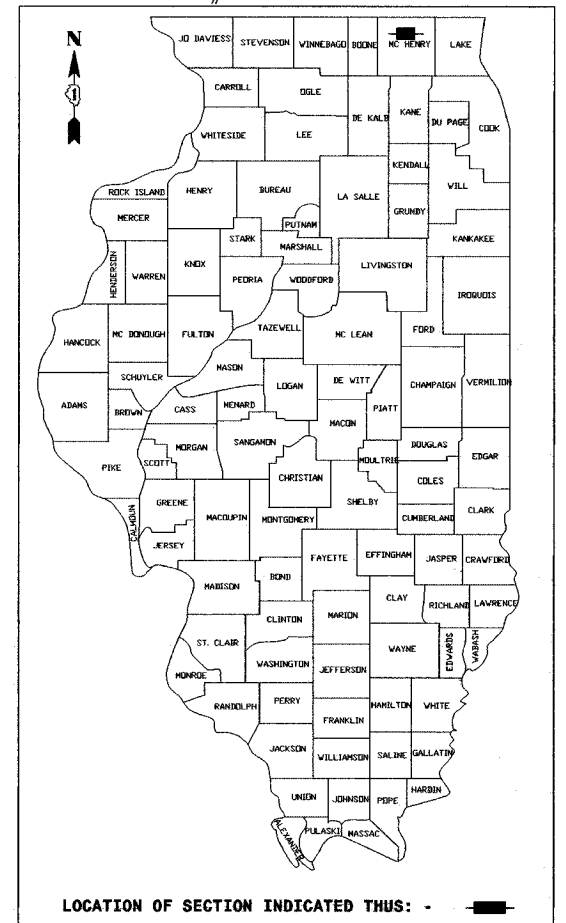 N
JO DAVIESS STEVENSON WINNEBAGO BOONE MC HENRY LAKE
CARROLL OGLE
DE KALB KANE DU PAGE COOK
WHITESIDE LEE
KENDALL WILL
ROCK ISLAND HENRY BUREAU LA SALLE GRUNDY
MERCER PUTNAM
STARK MARSHALL KANKAKEE
HENDERSON WARREN KNOX PEORIA WOODFORD LIVINGSTON IROQUOIS
HANCOCK MC DONOUGH FULTON TAZEWELL MC LEAN FORD
SCHUYLER MASON LOGAN DE WITT CHAMPAIGN VERMILION
ADAMS BROWN CASS MENARD MACON PIATT
PIKE SCOTT MORGAN SANGAMON MOULTRIE DOUGLAS EDGAR
CHRISTIAN COLES
GREENE SHELBY
CALHOUN MACOUPIN MONTGOMERY CUMBERLAND CLARK
JERSEY FAYETTE EFFINGHAM JASPER CRAWFORD
MADISON BOND CLAY
CLINTON MARION RICHLAND LAWRENCE
ST. CLAIR WAYNE EDWARDS WABASH
WASHINGTON JEFFERSON
MONROE
RANDOLPH PERRY HAMILTON WHITE
FRANKLIN
JACKSON WILLIAMSON SALINE GALLATIN
UNION JOHNSON POPE HARDIN
ALEXANDER PULASKI MASSAC
LOCATION OF SECTION INDICATED THUS: -